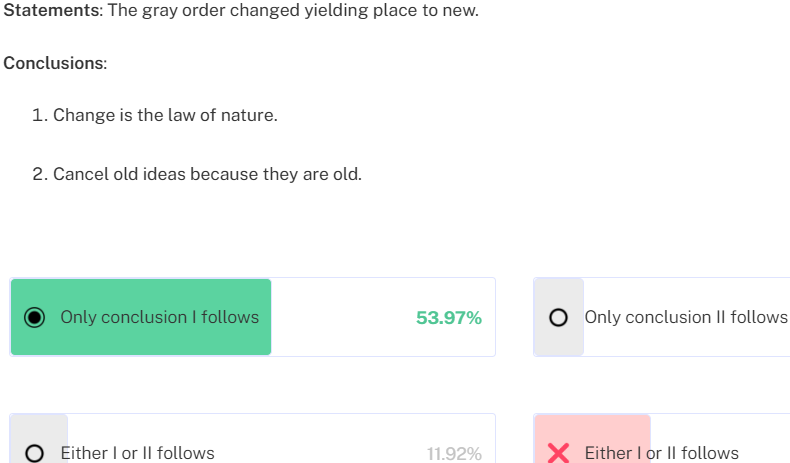 Statements: The gray order changed yielding place to new.
Conclusions:
1. Change is the law of nature.
2. Cancel old ideas because they are old.
Only conclusion I follows 53.97% Only conclusion II follows
Either I or II follows 11.92% Either I or II follows